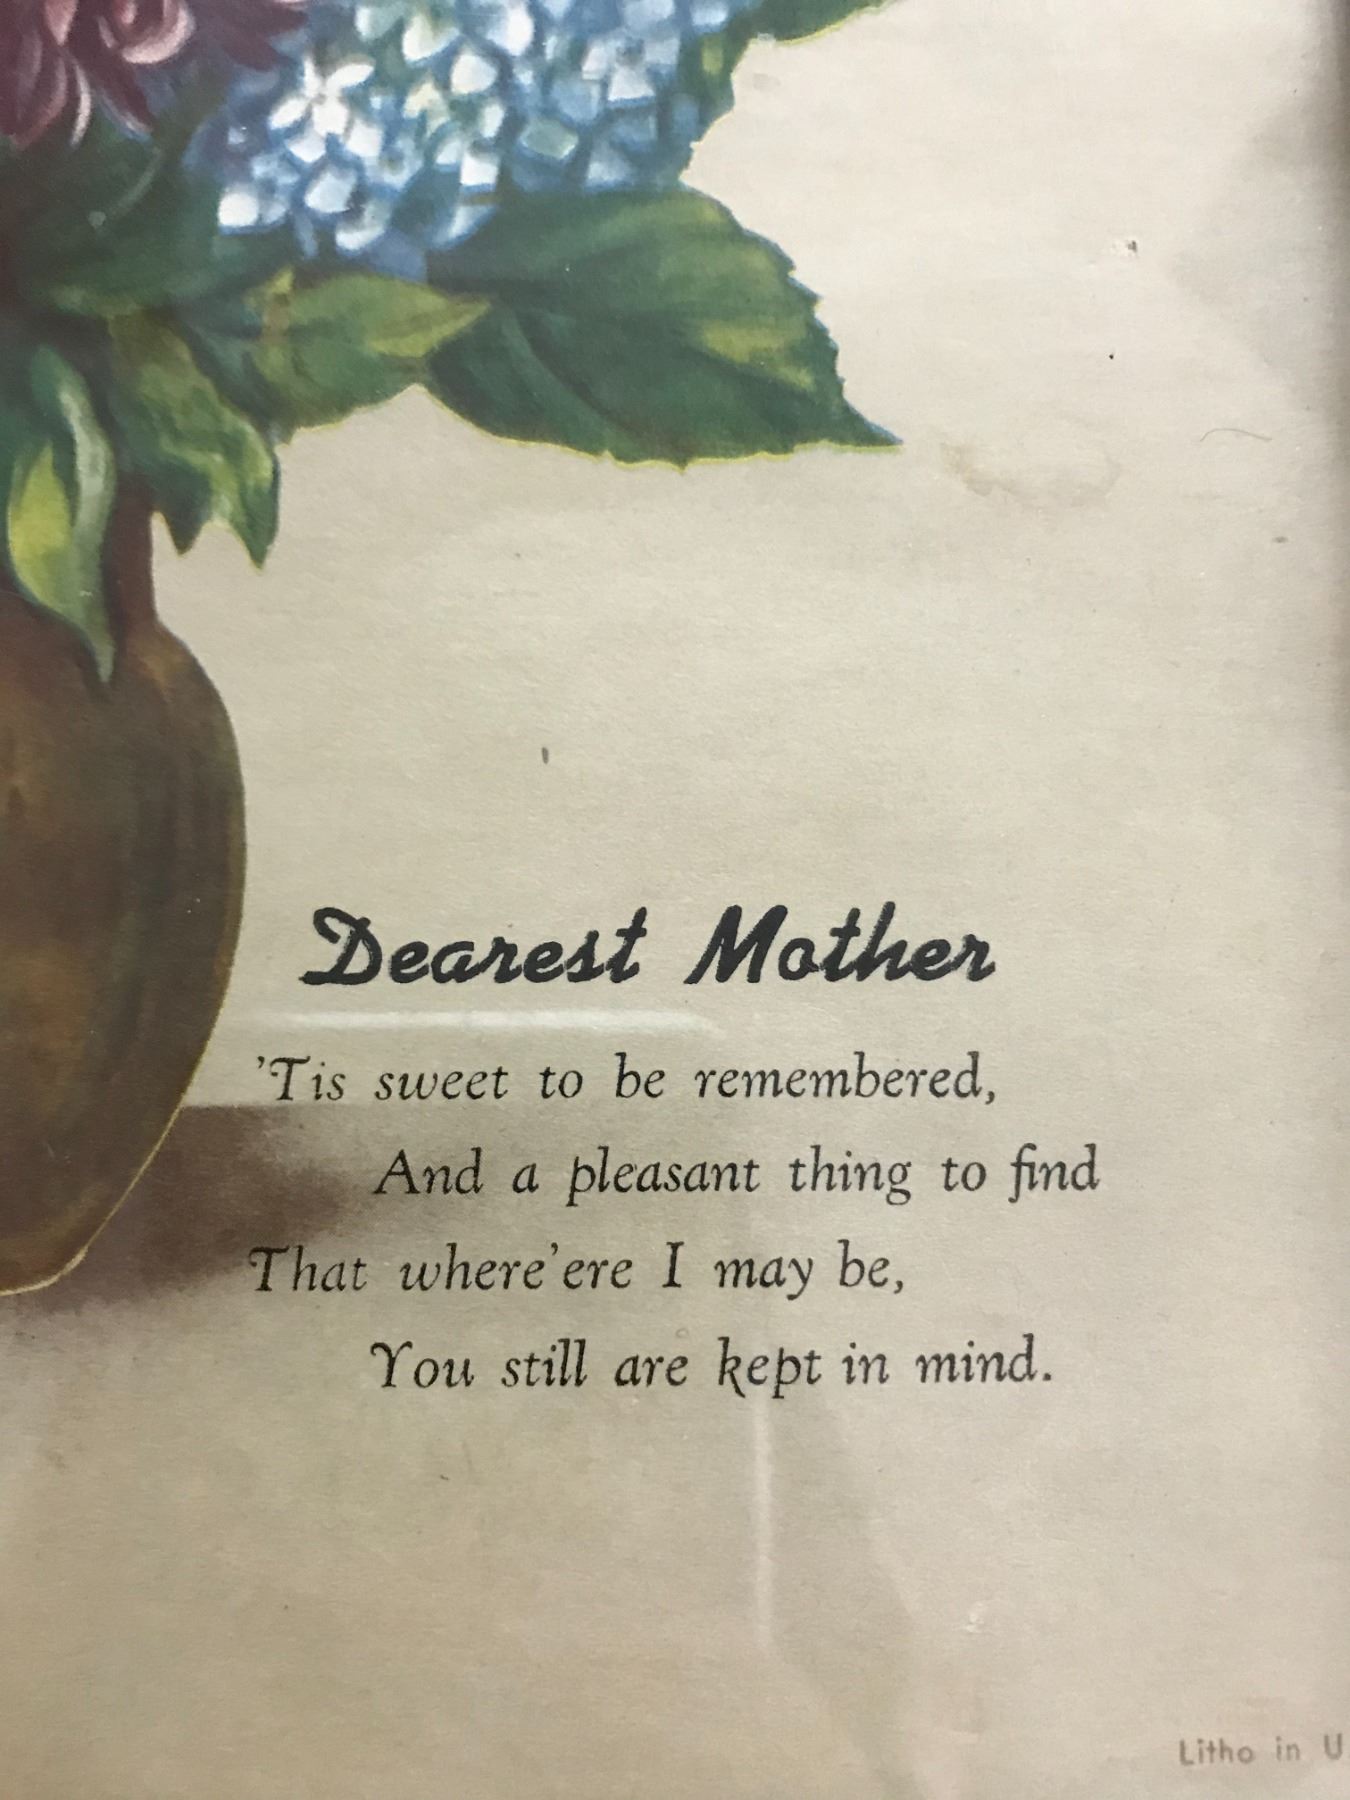 Dearest Mother
'Tis sweet to be remembered,
And a pleasant thing to find
That where'ere I may be,
You still are kept in mind.
Litho in U